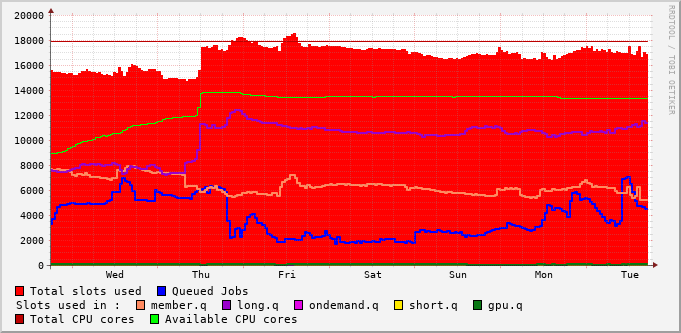 20000
18000
16000
14000
12000
10000
8000
6000
4000
2000
0
Wed Thu Fri Sat Sun Mon Tue
Total slots used Queued Jobs
Slots used in : member.q long.q ondemand.q short.q gpu.q
Total CPU cores Available CPU cores
RRDTOOL / TOBI OETIKER